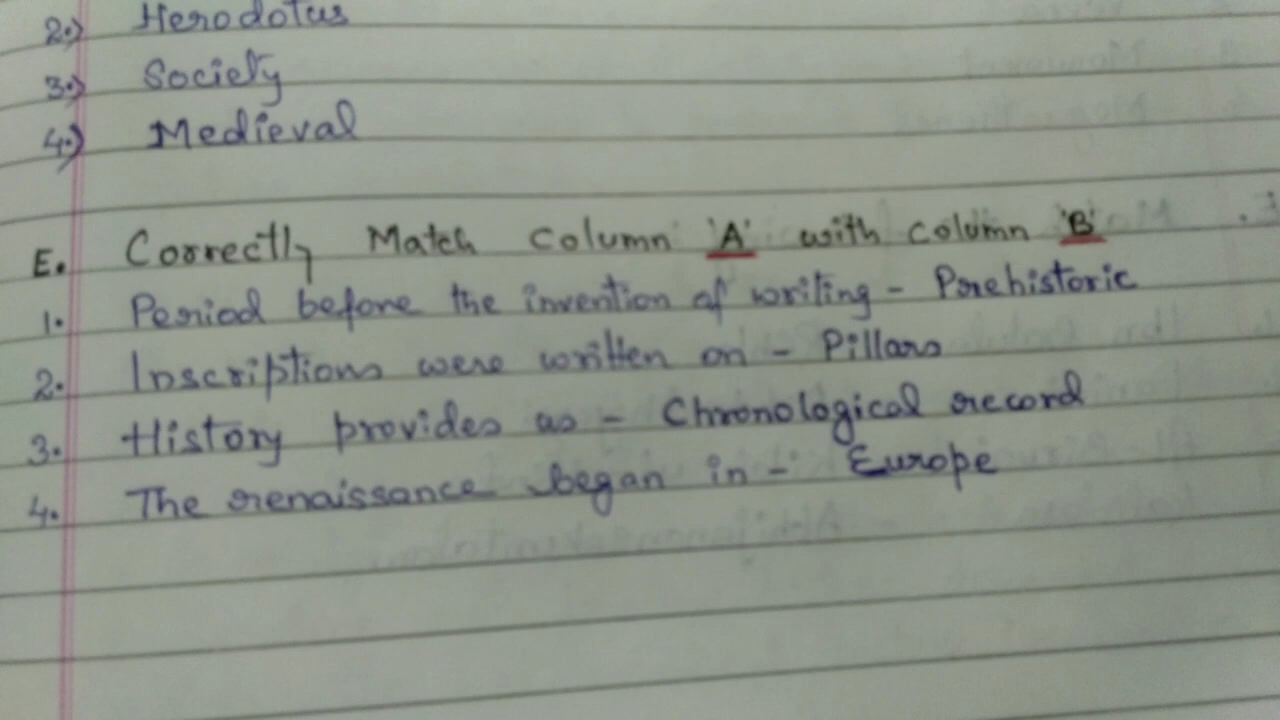 2.) Herodotus
3.) Society
4.) Medieval
E. Correctly Match column 'A' with column 'B'
1. Period before the invention of writing - Prehistoric
2. Inscriptions were written on - Pillars
3. History provides as - Chronological record
4. The renaissance began in - Europe